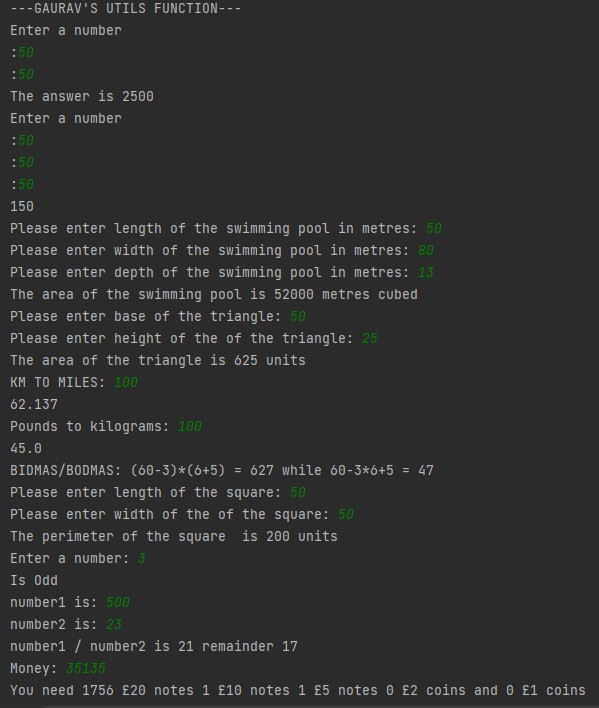 ---GAURAV'S UTILS FUNCTION---
Enter a number
:50
:50
The answer is 2500
Enter a number
:50
:50
:50
150
Please enter length of the swimming pool in metres: 50
Please enter width of the swimming pool in metres: 80
Please enter depth of the swimming pool in metres: 13
The area of the swimming pool is 52000 metres cubed
Please enter base of the triangle: 50
Please enter height of the of the triangle: 25
The area of the triangle is 625 units
KM TO MILES: 100
62.137
Pounds to kilograms: 100
45.0
BIDMAS/BODMAS: (60-3)*(6+5) = 627 while 60-3*6+5 = 47
Please enter length of the square: 50
Please enter width of the of the square: 50
The perimeter of the square  is 200 units
Enter a number: 3
Is Odd
number1 is: 500
number2 is: 23
number1 / number2 is 21 remainder 17
Money: 35135
You need 1756 £20 notes 1 £10 notes 1 £5 notes 0 £2 coins and 0 £1 coins